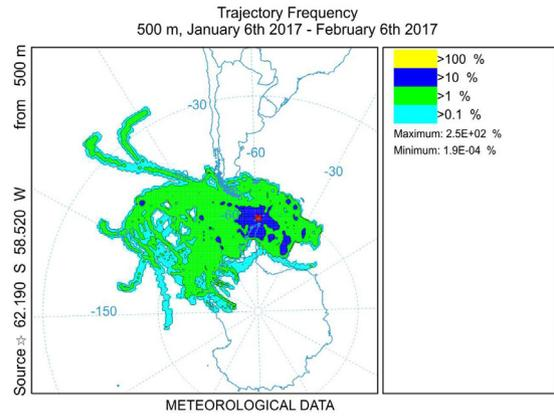 Trajectory Frequency
500 m, January 6th 2017 - February 6th 2017
Source ☆ 62.190 S 58.520 W from 500 m
-30
-60
-30
-60
-150
>100 %
>10 %
>1 %
>0.1 %
Maximum: 2.5E+02 %
Minimum: 1.9E-04 %
METEOROLOGICAL DATA